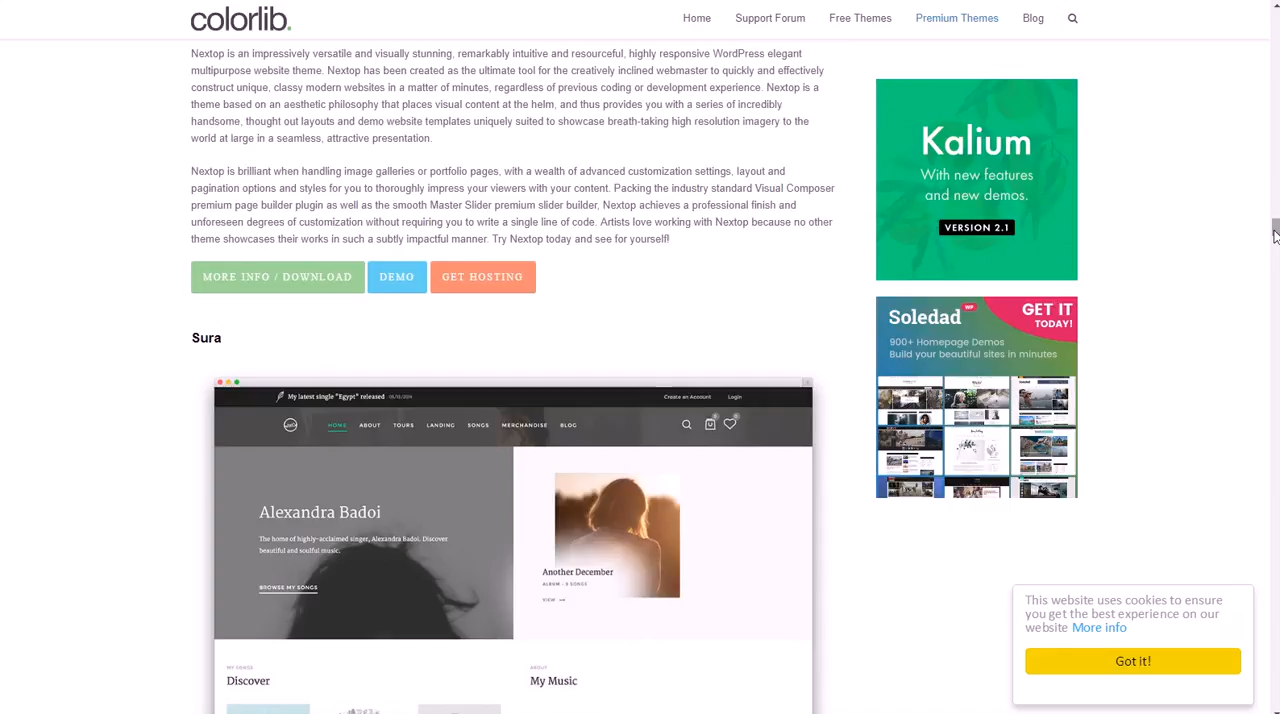 colorlib.
Home Support Forum Free Themes Premium Themes Blog
Nextop is an impressively versatile and visually stunning, remarkably intuitive and resourceful, highly responsive WordPress elegant
multipurpose website theme. Nextop has been created as the ultimate tool for the creatively inclined webmaster to quickly and effectively
construct unique, classy modern websites in a matter of minutes, regardless of previous coding or development experience. Nextop is a
theme based on an aesthetic philosophy that places visual content at the helm, and thus provides you with a series of incredibly
handsome, thought out layouts and demo website templates uniquely suited to showcase breath-taking high resolution imagery to the
world at large in a seamless, attractive presentation.
Nextop is brilliant when handling image galleries or portfolio pages, with a wealth of advanced customization settings, layout and
pagination options and styles for you to thoroughly impress your viewers with your content. Packing the industry standard Visual Composer
premium page builder plugin as well as the smooth Master Slider premium slider builder, Nextop achieves a professional finish and
unforeseen degrees of customization without requiring you to write a single line of code. Artists love working with Nextop because no other
theme showcases their works in such a subtly impactful manner. Try Nextop today and see for yourself!
MORE INFO / DOWNLOAD DEMO GET HOSTING
Sura
My latest single "Egypt" released 05/02/2014 Create an Account Login
HOME ABOUT TOURS LANDING SONGS MERCHANDISE BLOG
Alexandra Badoi
The home of highly-acclaimed singer, Alexandra Badoi. Discover
beautiful and soulful music.
BROWSE MY SONGS
Another December
ALBUM - 5 SONGS
VIEW
MY SONGS
Discover
ABOUT
My Music
Kalium
With new features
and new demos.
VERSION 2.1
Soledad WP
GET IT
TODAY!
900+ Homepage Demos
Build your beautiful sites in minutes
This website uses cookies to ensure
you get the best experience on our
website More info
Got it!